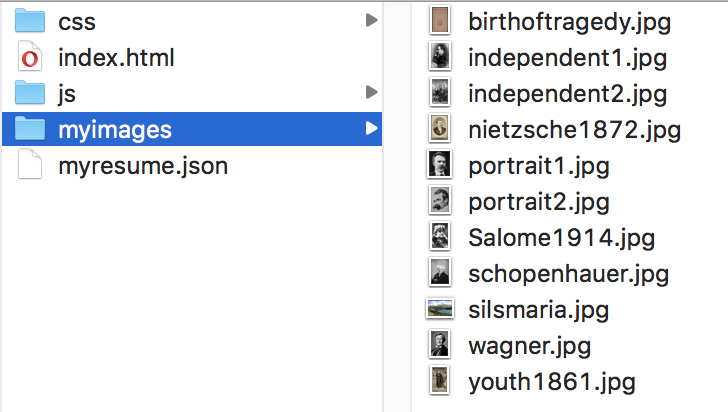 css
index.html
js
myimages
myresume.json
birthoftragedy.jpg
independent1.jpg
independent2.jpg
nietzsche1872.jpg
portrait1.jpg
portrait2.jpg
Salome1914.jpg
schopenhauer.jpg
silsmaria.jpg
wagner.jpg
youth1861.jpg